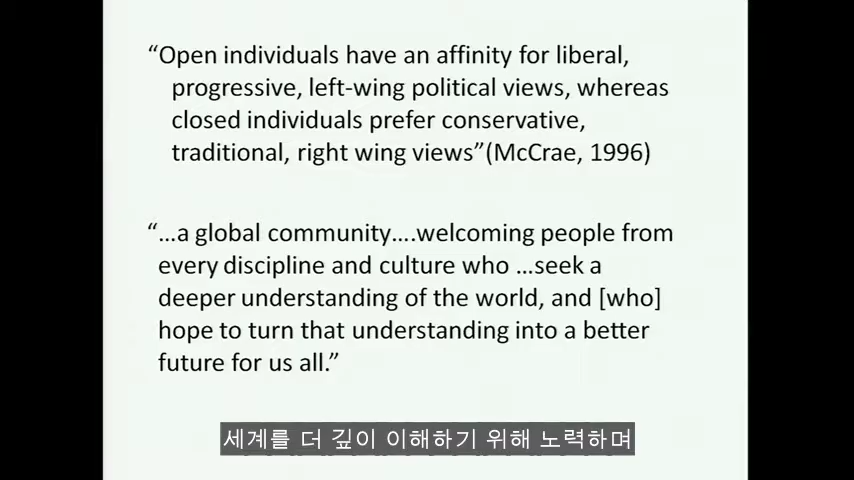 “Open individuals have an affinity for liberal,
progressive, left-wing political views, whereas
closed individuals prefer conservative,
traditional, right wing views”(McCrae, 1996)
“…a global community….welcoming people from
every discipline and culture who …seek a
deeper understanding of the world, and [who]
hope to turn that understanding into a better
future for us all.”
세계를 더 깊이 이해하기 위해 노력하며